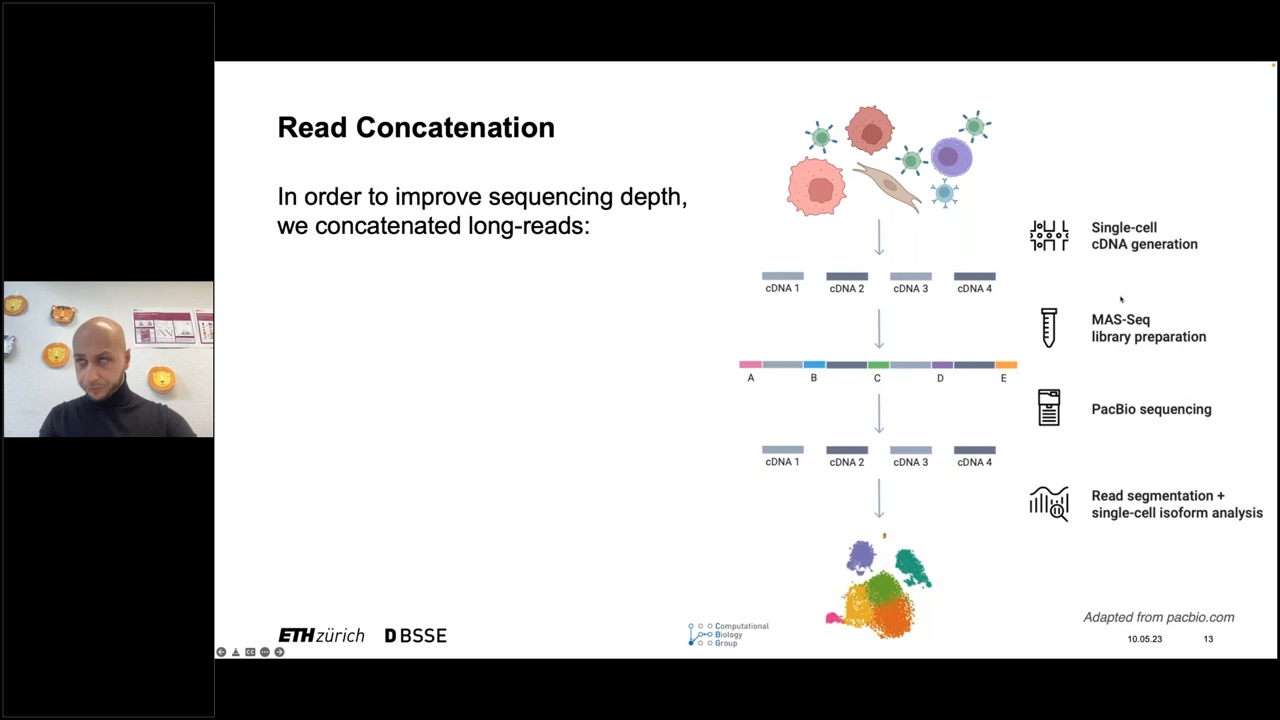 Read Concatenation
In order to improve sequencing depth,
we concatenated long-reads:
Single-cell
cDNA generation
cDNA 1 cDNA 2 cDNA 3 cDNA 4
MAS-Seq
library preparation
A B C D E
PacBio sequencing
cDNA 1 cDNA 2 cDNA 3 cDNA 4
Read segmentation +
single-cell isoform analysis
Adapted from pacbio.com
ETH zürich D BSSE
Computational
Biology
Group
10.05.23 13